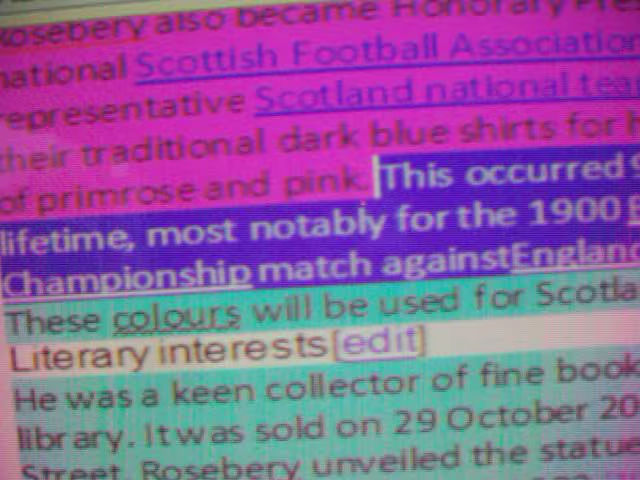 Rosebery also became Honorary Pre
national Scottish Football Association
representative Scotland national tea
their traditional dark blue shirts for h
of primrose and pink. This occurred 9
lifetime, most notably for the 1900 B
Championship match against England
These colours will be used for Scotla
Literary interests[edit]
He was a keen collector of fine book
library. It was sold on 29 October 20
Street. Rosebery unveiled the statue